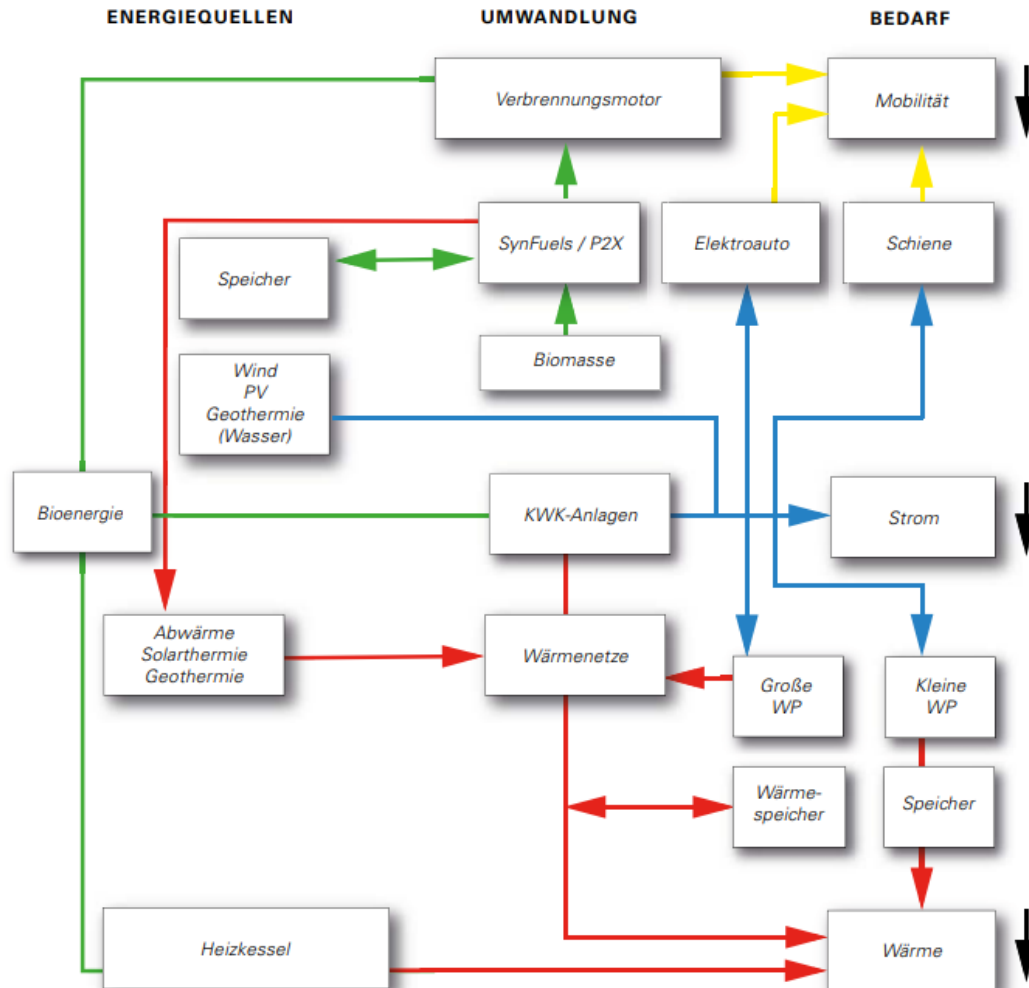 ENERGIEQUELLEN
UMWANDLUNG
BEDARF
Verbrennungsmotor
Mobilität
SynFuels / P2X
Elektroauto
Schiene
Speicher
Biomasse
Wind
PV
Geothermie
(Wasser)
Bioenergie
KWK-Anlagen
Strom
Abwärme
Solarthermie
Geothermie
Wärmenetze
Große
WP
Kleine
WP
Wärme-
speicher
Speicher
Heizkessel
Wärme